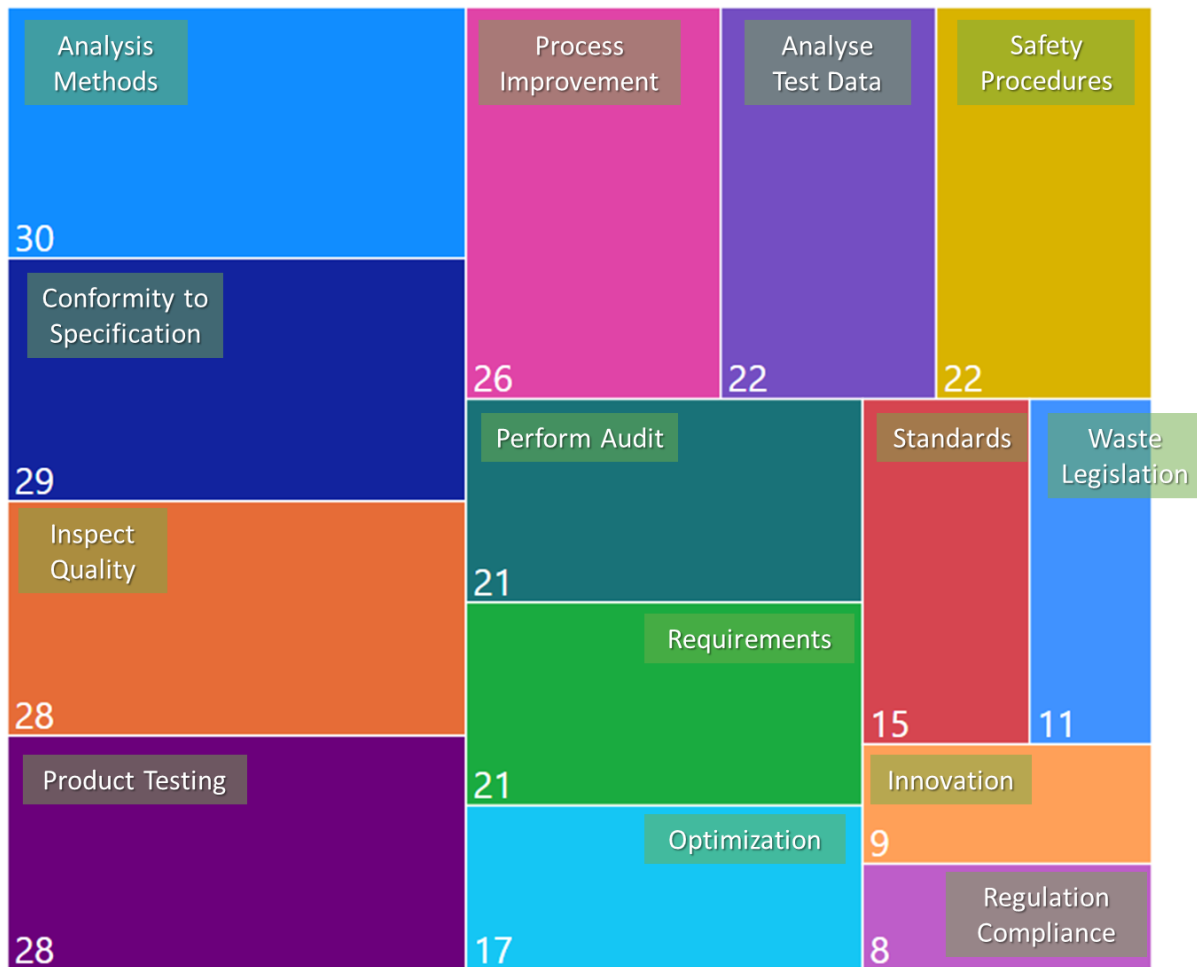 Analysis
Methods
30
Process
Improvement
26
Analyse
Test Data
22
Safety
Procedures
22
Conformity to
Specification
29
Perform Audit
21
Standards
15
Waste
Legislation
11
Inspect
Quality
28
Requirements
21
Product Testing
28
Innovation
9
Optimization
17
Regulation
Compliance
8